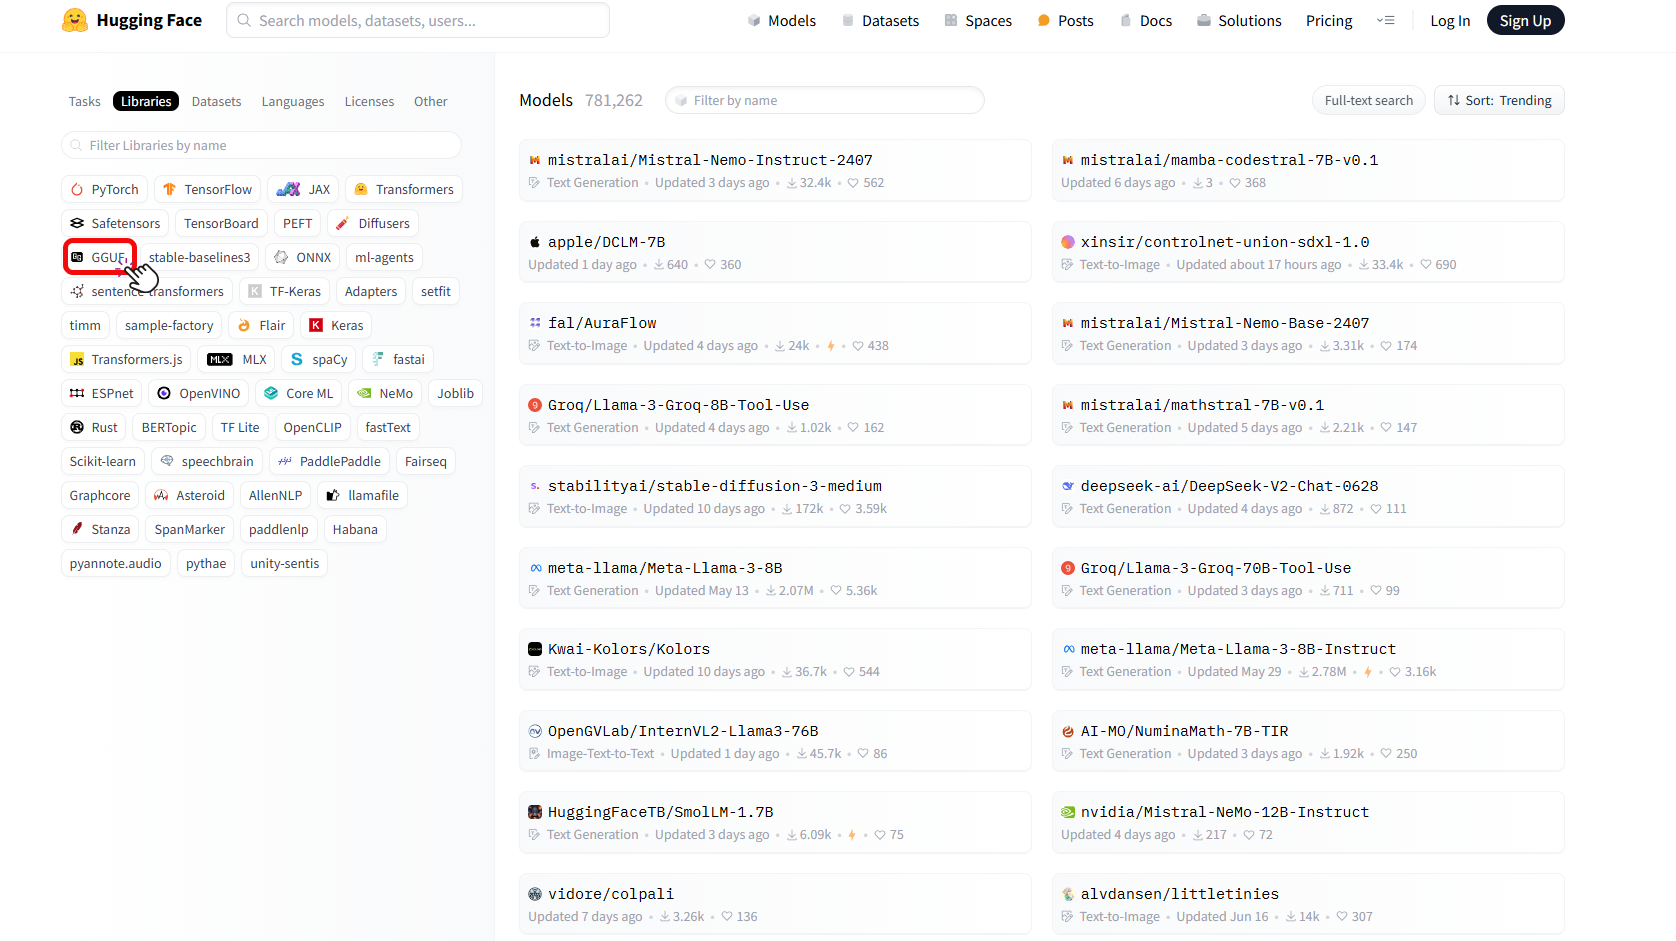 Hugging Face
Search models, datasets, users...
Models
Datasets
Spaces
Posts
Docs
Solutions
Pricing
Log In
Sign Up
Tasks Libraries Datasets Languages Licenses Other
Filter Libraries by name
PyTorch TensorFlow JAX Transformers
Safetensors TensorBoard PEFT Diffusers
GGUF stable-baselines3 ONNX ml-agents
sentence-transformers TF-Keras Adapters setfit
timm sample-factory Flair Keras
Transformers.js MLX MLX spaCy fastai
ESPnet OpenVINO Core ML NeMo Joblib
Rust BERTopic TF Lite OpenCLIP fastText
Scikit-learn speechbrain PaddlePaddle Fairseq
Graphcore Asteroid AllenNLP llamafile
Stanza SpanMarker paddlenlp Habana
pyannote.audio pythae unity-sentis
Models 781,262
Filter by name
Full-text search
Sort: Trending
mistralai/Mistral-Nemo-Instruct-2407
Text Generation • Updated 3 days ago • 32.4k • 562
mistralai/mamba-codestral-7B-v0.1
Updated 6 days ago • 3 • 368
apple/DCLM-7B
Updated 1 day ago • 640 • 360
xinsir/controlnet-union-sdxl-1.0
Text-to-Image • Updated about 17 hours ago • 33.4k • 690
fal/AuraFlow
Text-to-Image • Updated 4 days ago • 24k • 438
mistralai/Mistral-Nemo-Base-2407
Text Generation • Updated 3 days ago • 3.31k • 174
Groq/Llama-3-Groq-8B-Tool-Use
Text Generation • Updated 4 days ago • 1.02k • 162
mistralai/mathstral-7B-v0.1
Text Generation • Updated 5 days ago • 2.21k • 147
stabilityai/stable-diffusion-3-medium
Text-to-Image • Updated 10 days ago • 172k • 3.59k
deepseek-ai/DeepSeek-V2-Chat-0628
Text Generation • Updated 4 days ago • 872 • 111
meta-llama/Meta-Llama-3-8B
Text Generation • Updated May 13 • 2.07M • 5.36k
Groq/Llama-3-Groq-70B-Tool-Use
Text Generation • Updated 3 days ago • 711 • 99
Kwai-Kolors/Kolors
Text-to-Image • Updated 10 days ago • 36.7k • 544
meta-llama/Meta-Llama-3-8B-Instruct
Text Generation • Updated May 29 • 2.78M • 3.16k
OpenGVLab/InternVL2-Llama3-76B
Image-Text-to-Text • Updated 1 day ago • 45.7k • 86
AI-MO/NuminaMath-7B-TIR
Text Generation • Updated 3 days ago • 1.92k • 250
HuggingFaceTB/SmolLM-1.7B
Text Generation • Updated 3 days ago • 6.09k • 75
nvidia/Mistral-NeMo-12B-Instruct
Updated 4 days ago • 217 • 72
vidore/colpali
Updated 7 days ago • 3.26k • 136
alvdansen/littletinies
Text-to-Image • Updated Jun 16 • 14k • 307